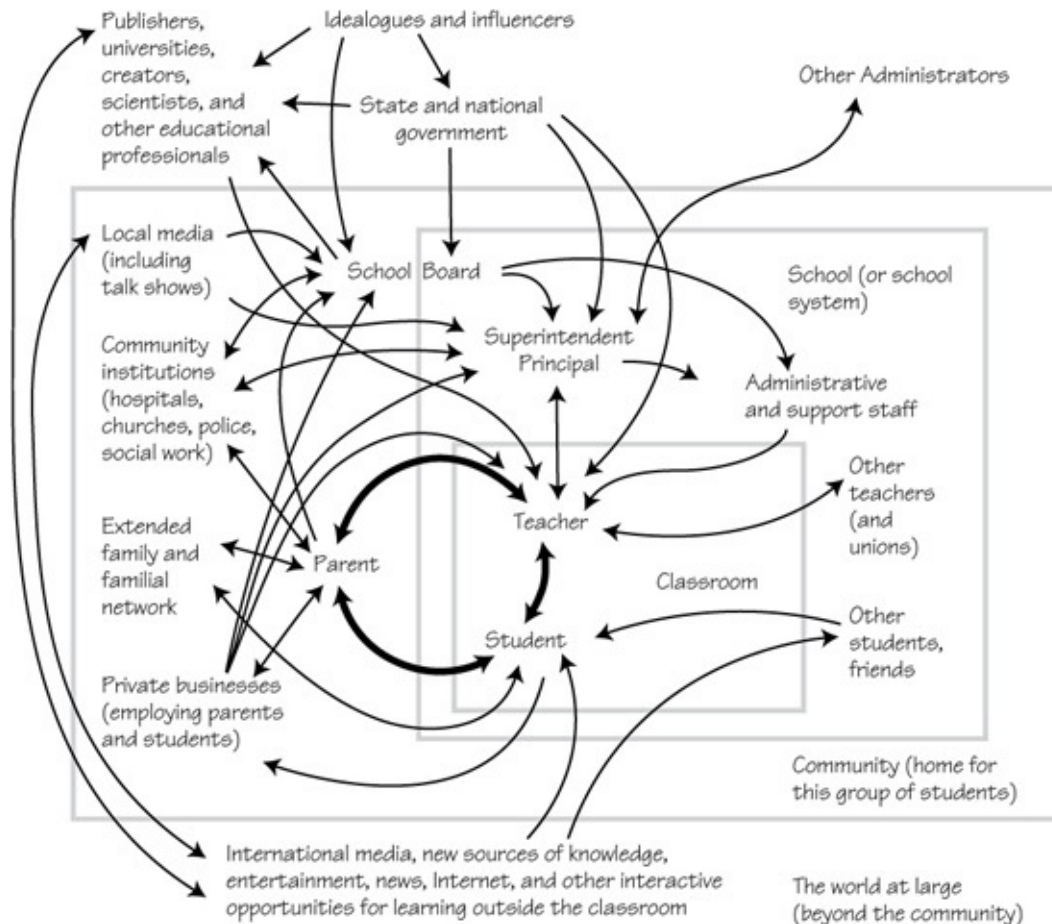 Publishers,
universities,
creators,
scientists, and
other educational
professionals
Idealogues and influencers
State and national
government
Other Administrators
Local media
(including
talk shows)
School Board
School (or school
system)
Superintendent
Principal
Community
institutions
(hospitals,
churches, police,
social work)
Administrative
and support staff
Other
teachers
(and
unions)
Teacher
Extended
family and
familial
network
Parent
Classroom
Student
Other
students,
friends
Private businesses
(employing parents
and students)
Community (home for
this group of students)
International media, new sources of knowledge,
entertainment, news, Internet, and other interactive
opportunities for learning outside the classroom
The world at large
(beyond the community)